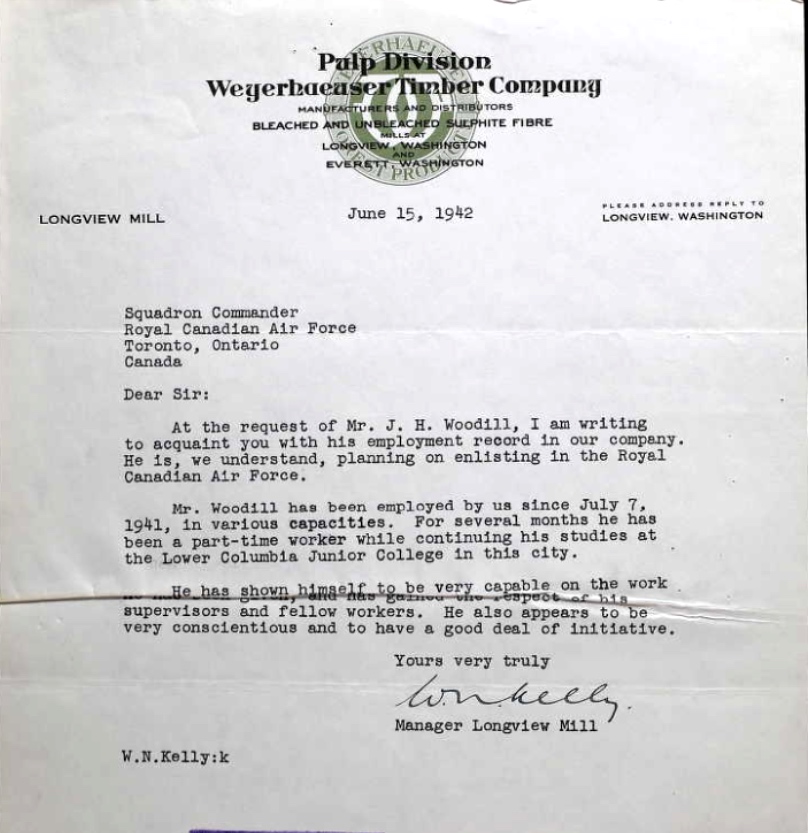 Pulp Division
Weyerhaeuser Timber Company
MANUFACTURERS AND DISTRIBUTORS
BLEACHED AND UNBLEACHED SULPHITE FIBRE
MILLS AT
LONGVIEW, WASHINGTON
AND
EVERETT, WASHINGTON
WEYERHAEUSER
FOREST PRODUCTS
LONGVIEW MILL
June 15, 1942
PLEASE ADDRESS REPLY TO
LONGVIEW, WASHINGTON
Squadron Commander
Royal Canadian Air Force
Toronto, Ontario
Canada
Dear Sir:
At the request of Mr. J. H. Woodill, I am writing
to acquaint you with his employment record in our company.
He is, we understand, planning on enlisting in the Royal
Canadian Air Force.
Mr. Woodill has been employed by us since July 7,
1941, in various capacities. For several months he has
been a part-time worker while continuing his studies at
the Lower Columbia Junior College in this city.
He has shown himself to be very capable on the work
and has gained the respect of his
supervisors and fellow workers. He also appears to be
very conscientious and to have a good deal of initiative.
Yours very truly
W.N. Kelly.
Manager Longview Mill
W.N.Kelly:k